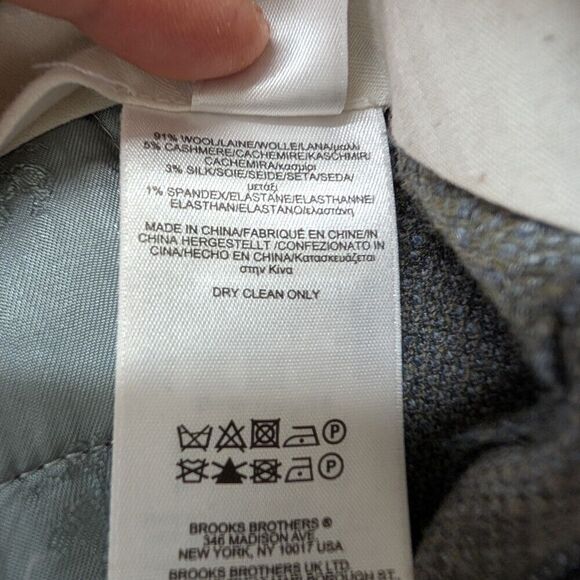 91% WOOL/LAINE/WOLLE/LANA/μαλλί
5% CASHMERE/CACHEMIRE/KASCHMIR/
CACHEMIRA/κασμίρι
3% SILK/SOIE/SEIDE/SETA/SEDA/
μετάξι
1% SPANDEX/ELASTANE/ELASTHANNE/
ELASTHAN/ELASTANO/ελαστάνη
MADE IN CHINA/FABRIQUÉ EN CHINE/IN
CHINA HERGESTELLT /CONFEZIONATO IN
CINA/HECHO EN CHINA/Κατασκευάζεται
στην Κίνα
DRY CLEAN ONLY
P
P
BROOKS BROTHERS ®
346 MADISON AVE.
NEW YORK, NY 10017 USA
BROOKS BROTHERS UK LTD